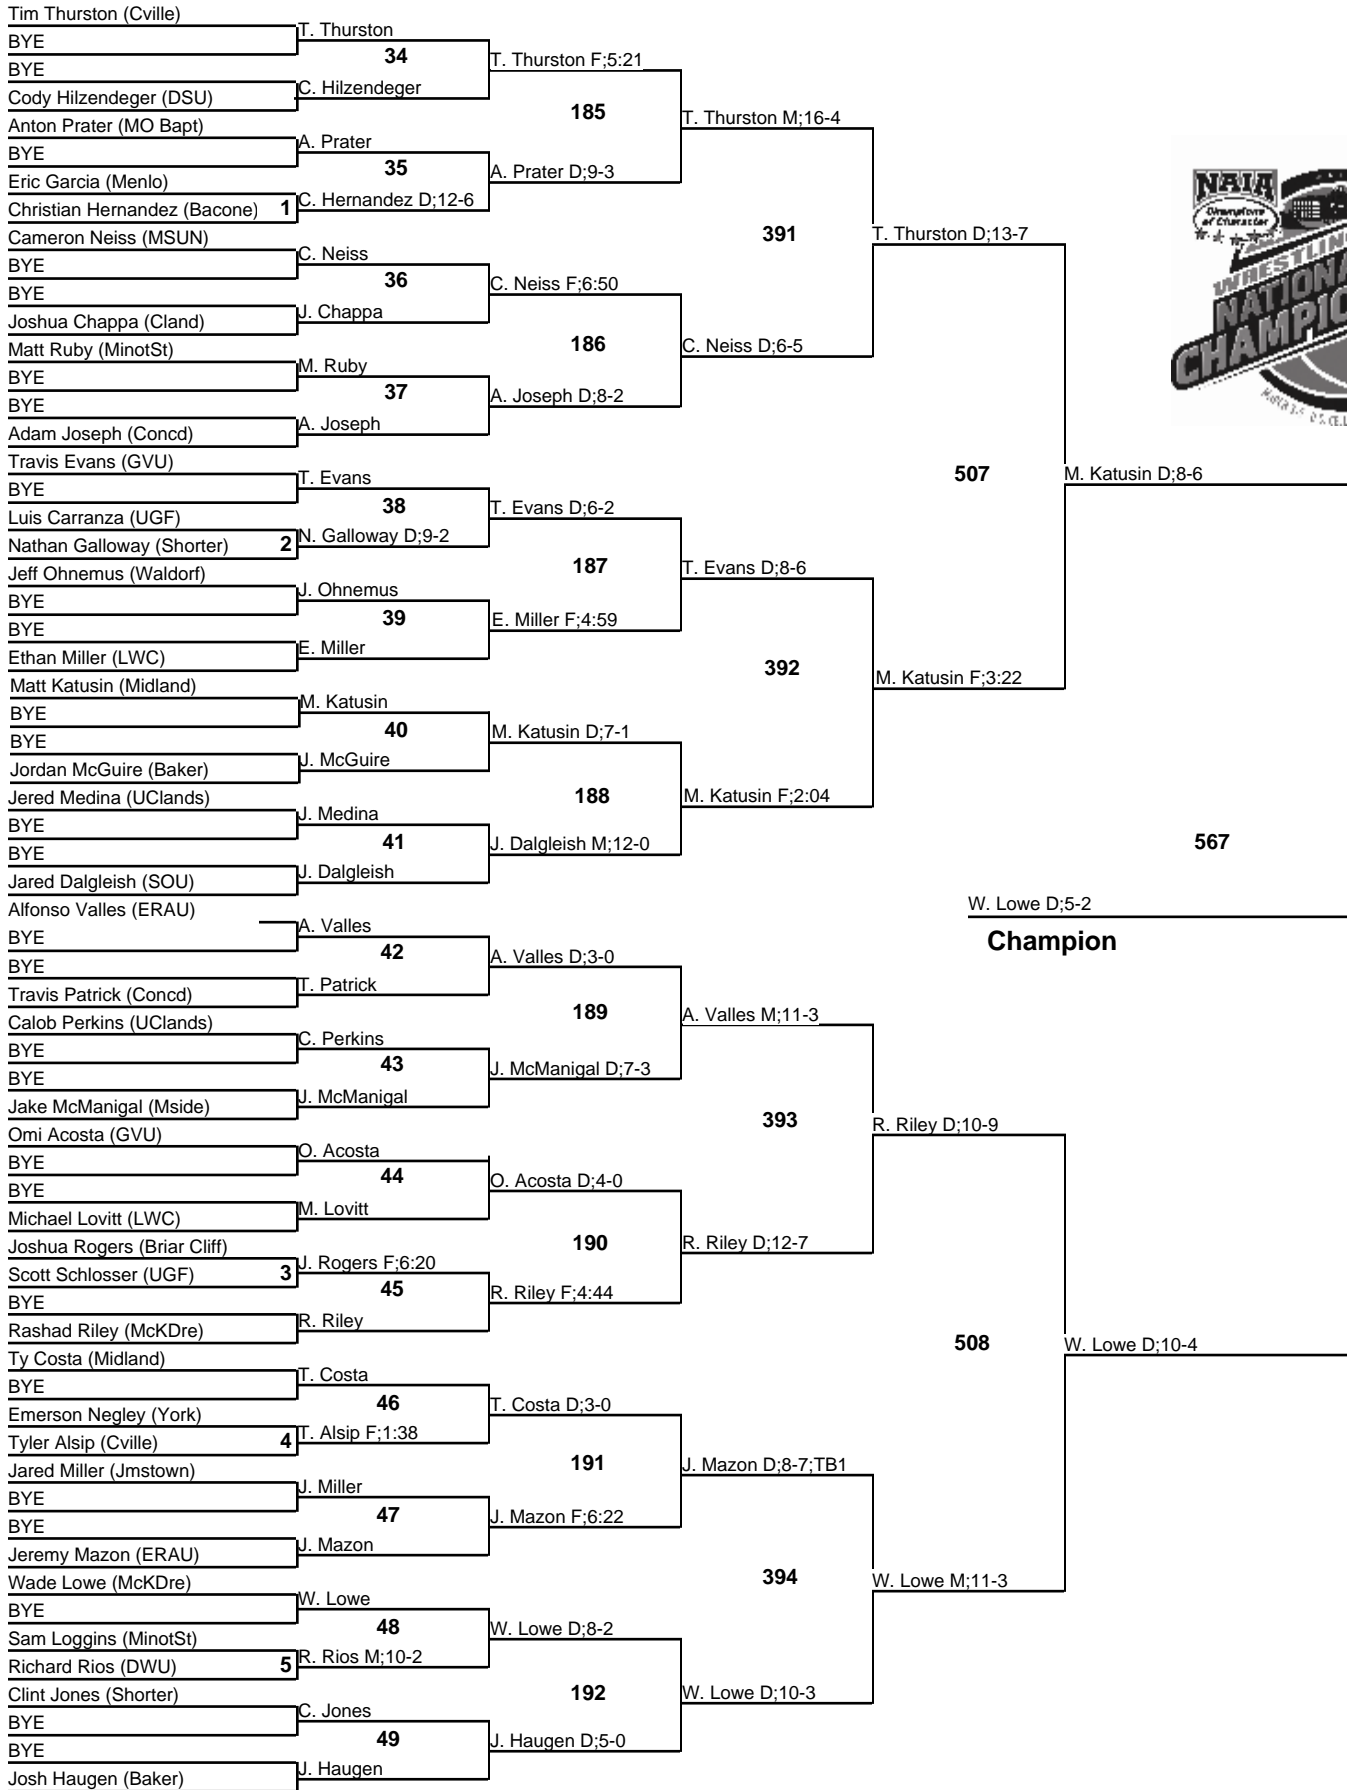 Tim Thurston (Cville)
BYE
BYE
Cody Hilzendeger (DSU)
Anton Prater (MO Bapt)
BYE
Eric Garcia (Menlo)
Christian Hernandez (Bacone) 1
Cameron Neiss (MSUN)
BYE
BYE
Joshua Chappa (Cland)
Matt Ruby (MinotSt)
BYE
BYE
Adam Joseph (Concd)
Travis Evans (GVU)
BYE
Luis Carranza (UGF)
Nathan Galloway (Shorter) 2
Jeff Ohnemus (Waldorf)
BYE
BYE
Ethan Miller (LWC)
Matt Katusin (Midland)
BYE
BYE
Jordan McGuire (Baker)
Jered Medina (UClands)
BYE
BYE
Jared Dalgleish (SOU)
Alfonso Valles (ERAU)
BYE
BYE
Travis Patrick (Concd)
Calob Perkins (UClands)
BYE
BYE
Jake McManigal (Mside)
Omi Acosta (GVU)
BYE
BYE
Michael Lovitt (LWC)
Joshua Rogers (Briar Cliff)
Scott Schlosser (UGF) 3
BYE
Rashad Riley (McKDre)
Ty Costa (Midland)
BYE
Emerson Negley (York)
Tyler Alsip (Cville) 4
Jared Miller (Jmstown)
BYE
BYE
Jeremy Mazon (ERAU)
Wade Lowe (McKDre)
BYE
Sam Loggins (MinotSt)
Richard Rios (DWU) 5
Clint Jones (Shorter)
BYE
BYE
Josh Haugen (Baker)
T. Thurston
34
C. Hilzendeger
A. Prater
35
C. Hernandez D;12-6
C. Neiss
36
J. Chappa
M. Ruby
37
A. Joseph
T. Evans
38
N. Galloway D;9-2
J. Ohnemus
39
E. Miller
M. Katusin
40
J. McGuire
J. Medina
41
J. Dalgleish
A. Valles
42
T. Patrick
C. Perkins
43
J. McManigal
O. Acosta
44
M. Lovitt
J. Rogers F;6:20
45
R. Riley
T. Costa
46
T. Alsip F;1:38
J. Miller
47
J. Mazon
W. Lowe
48
R. Rios M;10-2
C. Jones
49
J. Haugen
T. Thurston F;5:21
185
A. Prater D;9-3
C. Neiss F;6:50
186
A. Joseph D;8-2
T. Evans D;6-2
187
E. Miller F;4:59
M. Katusin D;7-1
188
J. Dalgleish M;12-0
A. Valles D;3-0
189
J. McManigal D;7-3
O. Acosta D;4-0
190
R. Riley F;4:44
T. Costa D;3-0
191
J. Mazon F;6:22
W. Lowe D;8-2
192
J. Haugen D;5-0
T. Thurston M;16-4
391
C. Neiss D;6-5
T. Evans D;8-6
392
M. Katusin F;2:04
A. Valles M;11-3
393
R. Riley D;12-7
J. Mazon D;8-7;TB1
394
W. Lowe D;10-3
T. Thurston D;13-7
507
M. Katusin F;3:22
R. Riley D;10-9
508
W. Lowe M;11-3
M. Katusin D;8-6
567
W. Lowe D;10-4
W. Lowe D;5-2
Champion
NAIA
Champions
of Character
WRESTLING